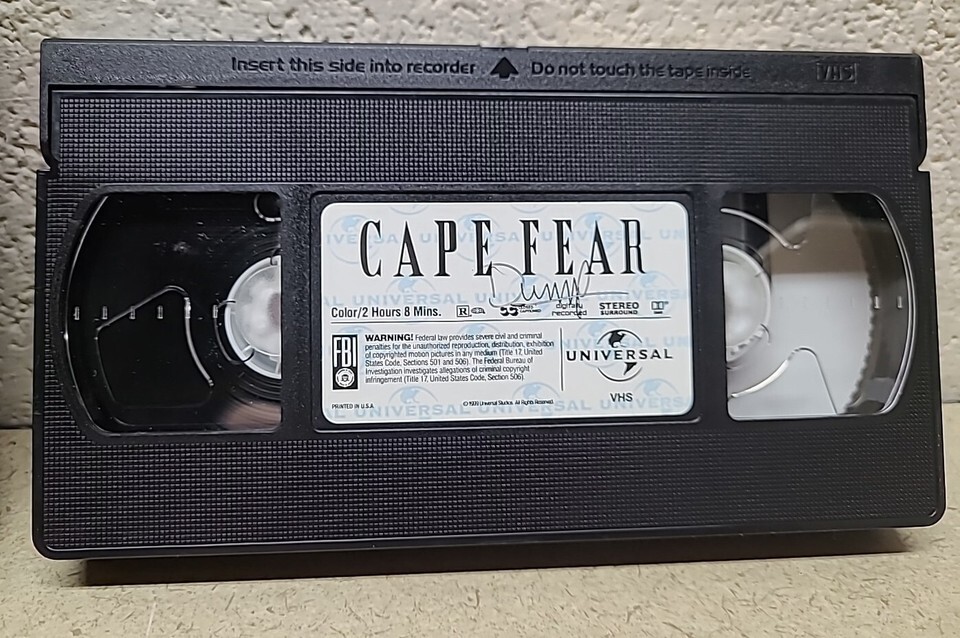 Insert this side into recorder Do not touch the tape inside VHS
CAPE FEAR
Color/2 Hours 8 Mins. R digitally recorded STEREO SURROUND
WARNING! Federal law provides severe civil and criminal
penalties for the unauthorized reproduction, distribution, exhibition
of copyrighted motion pictures in any medium (Title 17, United
States Code, Sections 501 and 506). The Federal Bureau of
Investigation investigates allegations of criminal copyright
infringement (Title 17, United States Code, Section 506).
FBI
UNIVERSAL
VHS
PRINTED IN U.S.A.
Universal Studios. All Rights Reserved.